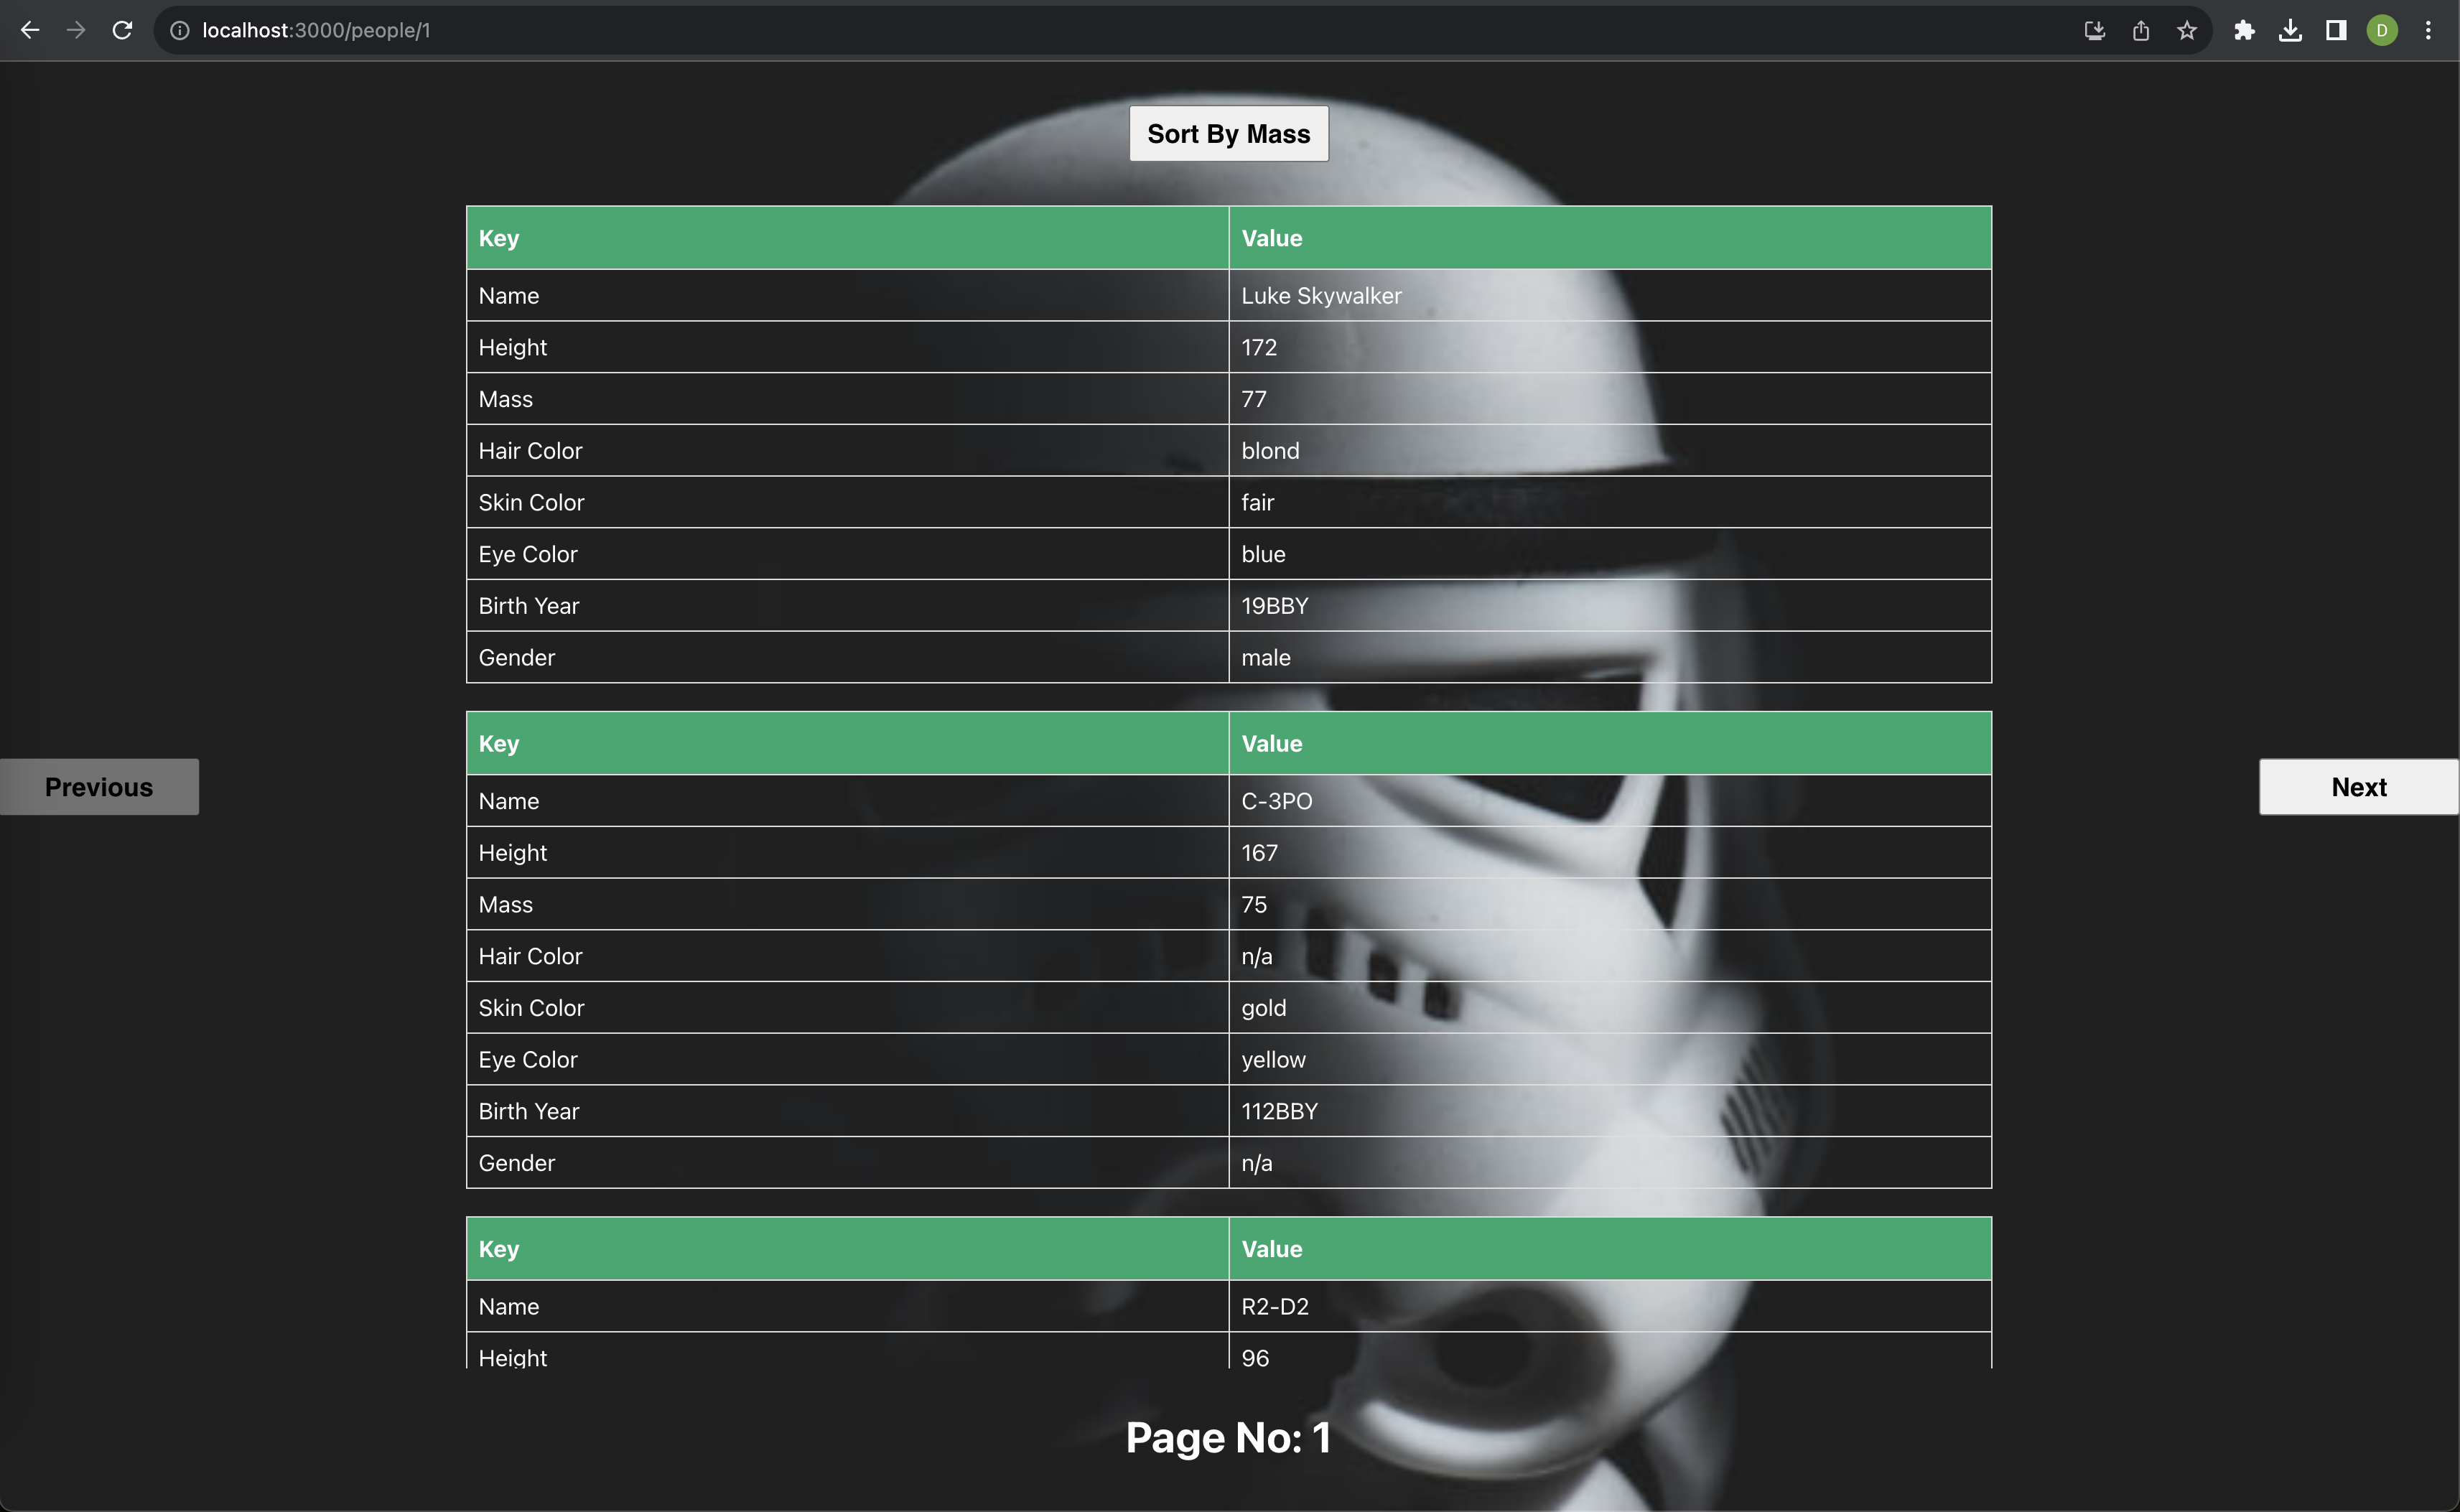 localhost:3000/people/1
D
Sort By Mass
Key Value
Name Luke Skywalker
Height 172
Mass 77
Hair Color blond
Skin Color fair
Eye Color blue
Birth Year 19BBY
Gender male
Key Value
Previous
Next
Name C-3PO
Height 167
Mass 75
Hair Color n/a
Skin Color gold
Eye Color yellow
Birth Year 112BBY
Gender n/a
Key Value
Name R2-D2
Height 96
Page No: 1